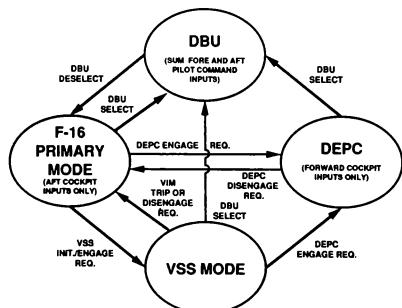 DBU
(SUM FORE AND AFT
PILOT COMMAND
INPUTS)
DBU
DESELECT
DBU
SELECT
DBU
SELECT
F-16
PRIMARY
MODE
(AFT COCKPIT
INPUTS ONLY)
DEPC ENGAGE REQ.
DEPC
DISENGAGE
REQ.
DEPC
(FORWARD COCKPIT
INPUTS ONLY)
VIM
TRIP OR
DISENGAGE
REQ.
DBU
SELECT
VSS
INIT./ENGAGE
REQ.
DEPC
ENGAGE REQ.
VSS MODE